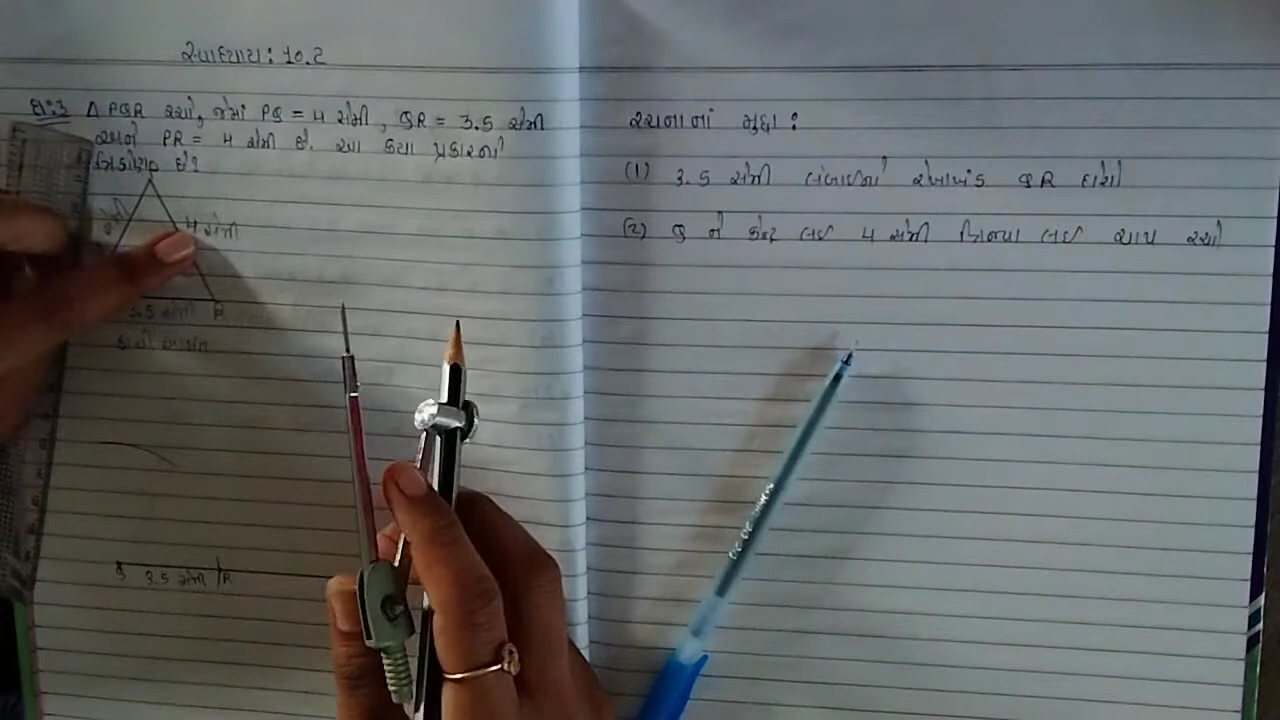 સ્વાધ્યાય: 10.2
દા:3 Δ PQR રચો, જેમાં PQ = 4 સેમી, QR = 3.5 સેમી
અને PR = 4 સેમી છે. આ કયા પ્રકારનો
ત્રિકોણ છે?
4 સેમી
3.5 સેમી R
કાચી આકૃતિ
Q 3.5 સેમી R
રચનાનાં મુદ્દા :
(1) 3.5 સેમી લંબાઈનો રેખાખંડ QR દોરો
(2) Q ને કેન્દ્ર લઈ 4 સેમી ત્રિજ્યા લઈ ચાપ રચો